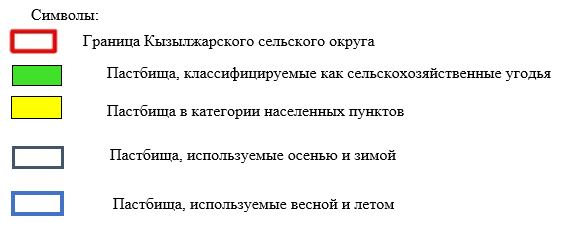 Символы:
Граница Кызылжарского сельского округа
Пастбища, классифицируемые как сельскохозяйственные угодья
Пастбища в категории населенных пунктов
Пастбища, используемые осенью и зимой
Пастбища, используемые весной и летом